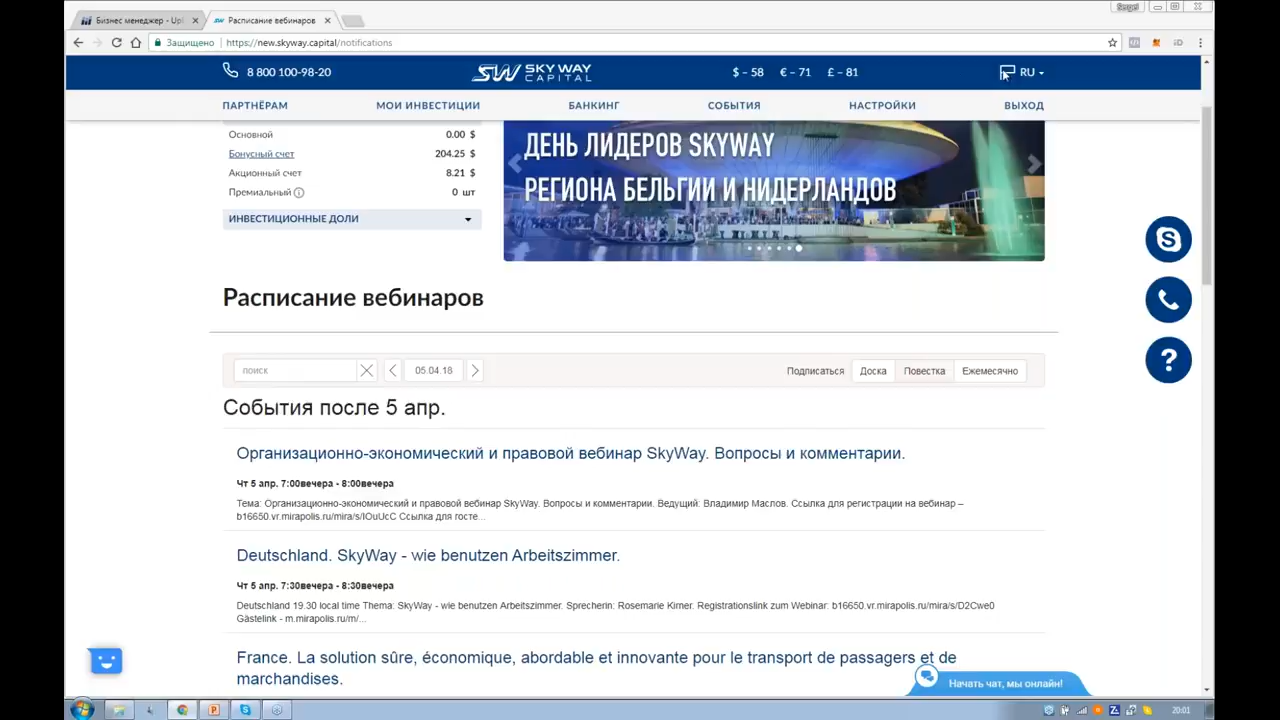 Sergei
Бизнес менеджер - Upl
Расписание вебинаров
Защищено
https://new.skyway.capital/notifications
8 800 100-98-20
SW SKY WAY CAPITAL
$ – 58 € – 71 £ – 81
RU
ПАРТНЁРАМ МОИ ИНВЕСТИЦИИ БАНКИНГ СОБЫТИЯ НАСТРОЙКИ ВЫХОД
Основной 0.00 $
Бонусный счет 204.25 $
Акционный счет 8.21 $
Премиальный 0 шт
ИНВЕСТИЦИОННЫЕ ДОЛИ
ДЕНЬ ЛИДЕРОВ SKYWAY
РЕГИОНА БЕЛЬГИИ И НИДЕРЛАНДОВ
Расписание вебинаров
поиск 05.04.18 Подписаться Доска Повестка Ежемесячно
События после 5 апр.
Организационно-экономический и правовой вебинар SkyWay. Вопросы и комментарии.
Чт 5 апр. 7:00вечера - 8:00вечера
Тема: Организационно-экономический и правовой вебинар SkyWay. Вопросы и комментарии. Ведущий: Владимир Маслов. Ссылка для регистрации на вебинар –
b16650.vr.mirapolis.ru/mira/s/IOuUcC Ссылка для госте...
Deutschland. SkyWay - wie benutzen Arbeitszimmer.
Чт 5 апр. 7:30вечера - 8:30вечера
Deutschland 19.30 local time Thema: SkyWay - wie benutzen Arbeitszimmer. Sprecherin: Rosemarie Kirner. Registrationslink zum Webinar: b16650.vr.mirapolis.ru/mira/s/D2Cwe0
Gästelink - m.mirapolis.ru/m/...
France. La solution sûre, économique, abordable et innovante pour le transport de passagers et de
marchandises.
Начать чат, мы онлайн!
20:01